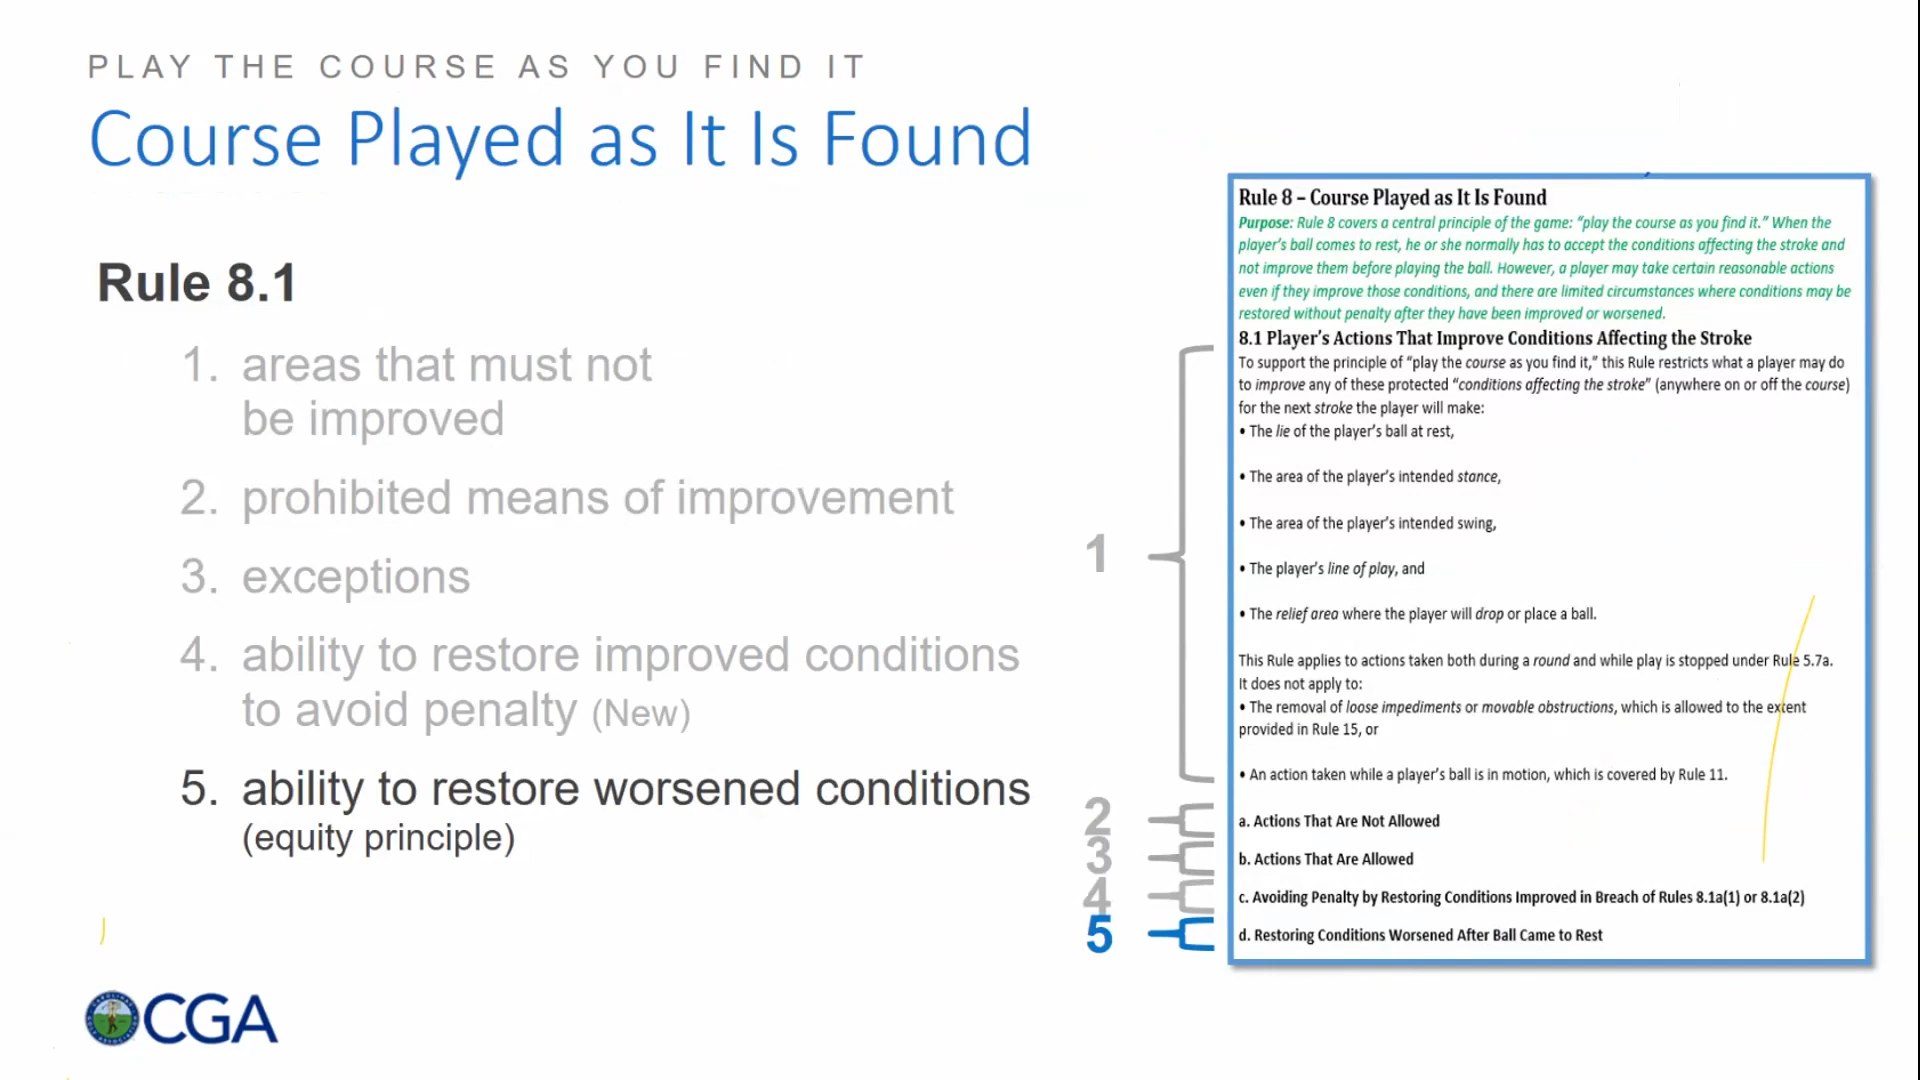 PLAY THE COURSE AS YOU FIND IT
Course Played as It Is Found
Rule 8.1
1. areas that must not
be improved
2. prohibited means of improvement
3. exceptions
4. ability to restore improved conditions
to avoid penalty (New)
5. ability to restore worsened conditions
(equity principle)
1
2
3
4
5
Rule 8 – Course Played as It Is Found
Purpose: Rule 8 covers a central principle of the game: “play the course as you find it.” When the
player’s ball comes to rest, he or she normally has to accept the conditions affecting the stroke and
not improve them before playing the ball. However, a player may take certain reasonable actions
even if they improve those conditions, and there are limited circumstances where conditions may be
restored without penalty after they have been improved or worsened.
8.1 Player’s Actions That Improve Conditions Affecting the Stroke
To support the principle of “play the course as you find it,” this Rule restricts what a player may do
to improve any of these protected “conditions affecting the stroke” (anywhere on or off the course)
for the next stroke the player will make:
• The lie of the player’s ball at rest,
• The area of the player’s intended stance,
• The area of the player’s intended swing,
• The player’s line of play, and
• The relief area where the player will drop or place a ball.
This Rule applies to actions taken both during a round and while play is stopped under Rule 5.7a.
It does not apply to:
• The removal of loose impediments or movable obstructions, which is allowed to the extent
provided in Rule 15, or
• An action taken while a player’s ball is in motion, which is covered by Rule 11.
a. Actions That Are Not Allowed
b. Actions That Are Allowed
c. Avoiding Penalty by Restoring Conditions Improved in Breach of Rules 8.1a(1) or 8.1a(2)
d. Restoring Conditions Worsened After Ball Came to Rest
CGA